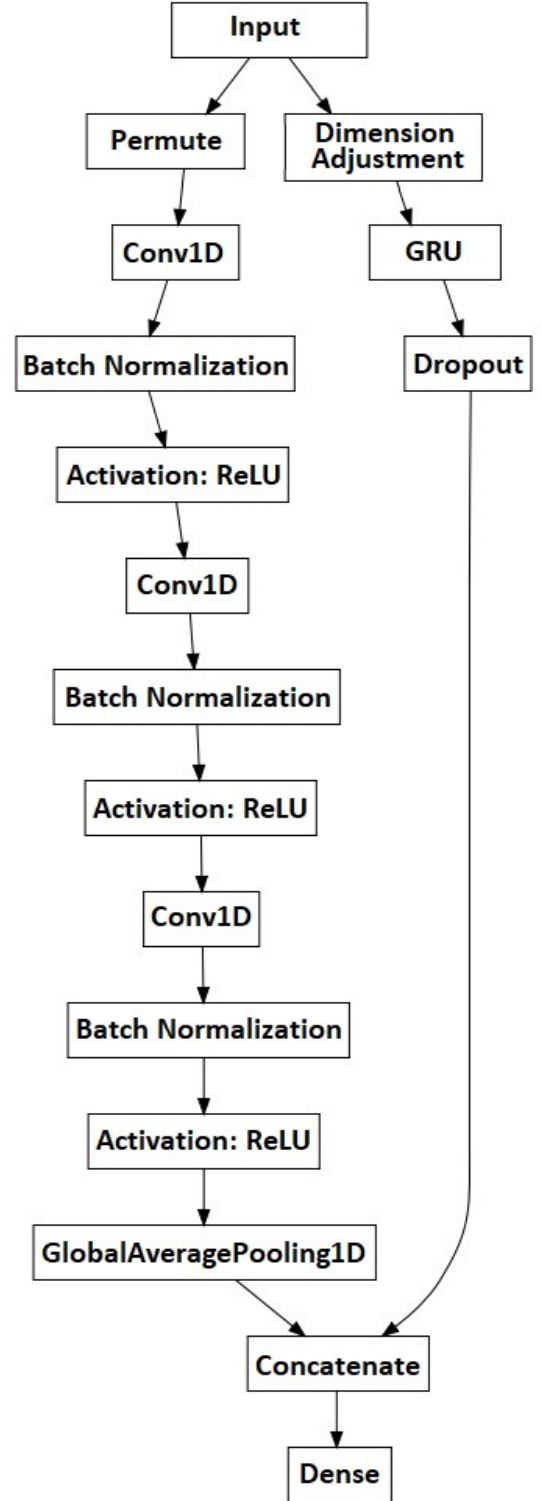 Input
Permute
Dimension
Adjustment
Conv1D
GRU
Batch Normalization
Dropout
Activation: ReLU
Conv1D
Batch Normalization
Activation: ReLU
Conv1D
Batch Normalization
Activation: ReLU
GlobalAveragePooling1D
Concatenate
Dense